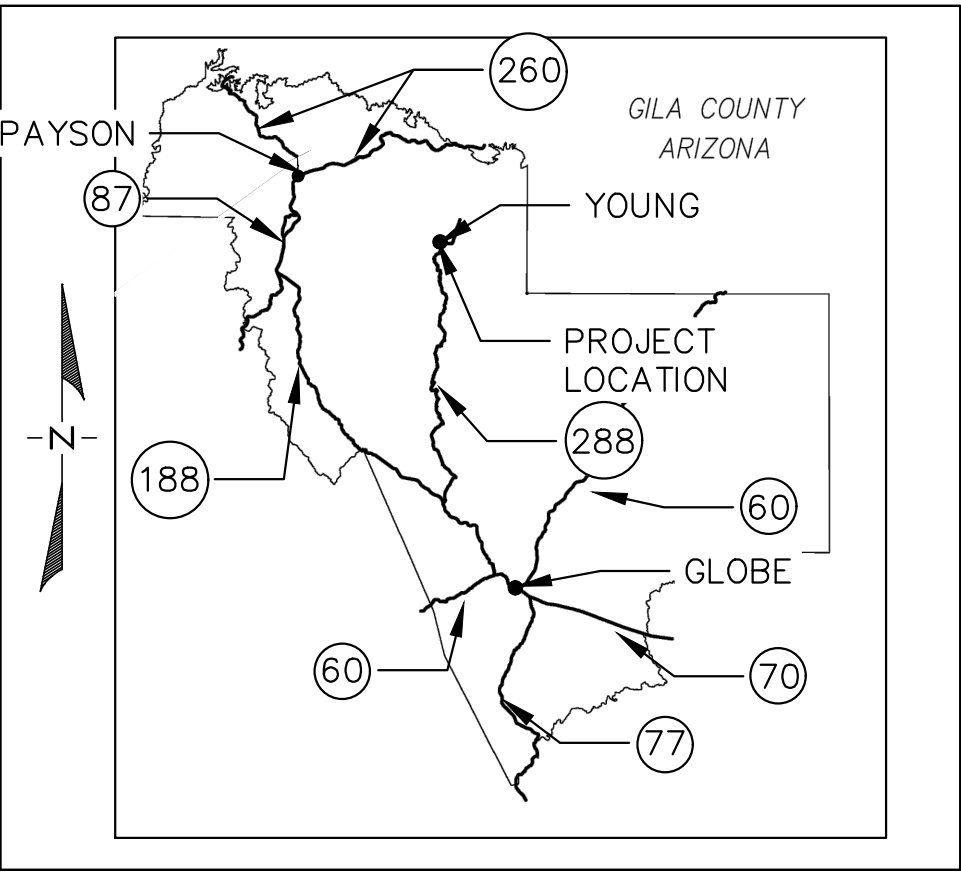 260
GILA COUNTY
ARIZONA
PAYSON
87
YOUNG
PROJECT
LOCATION
-N-
288
188
60
GLOBE
60
70
77